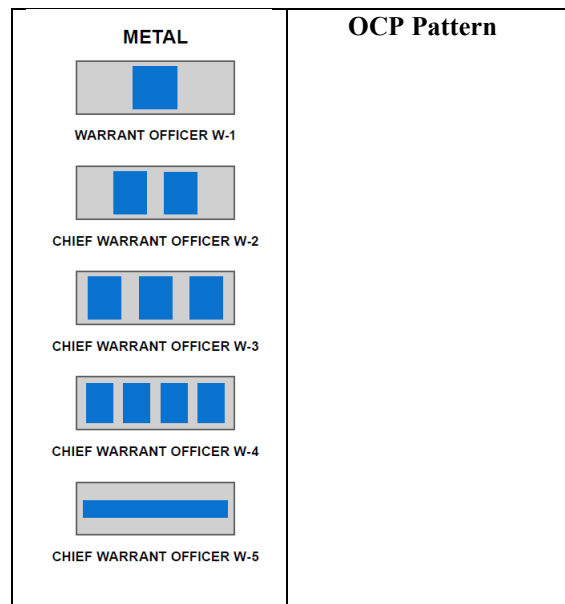 METAL
WARRANT OFFICER W-1
CHIEF WARRANT OFFICER W-2
CHIEF WARRANT OFFICER W-3
CHIEF WARRANT OFFICER W-4
CHIEF WARRANT OFFICER W-5
OCP Pattern